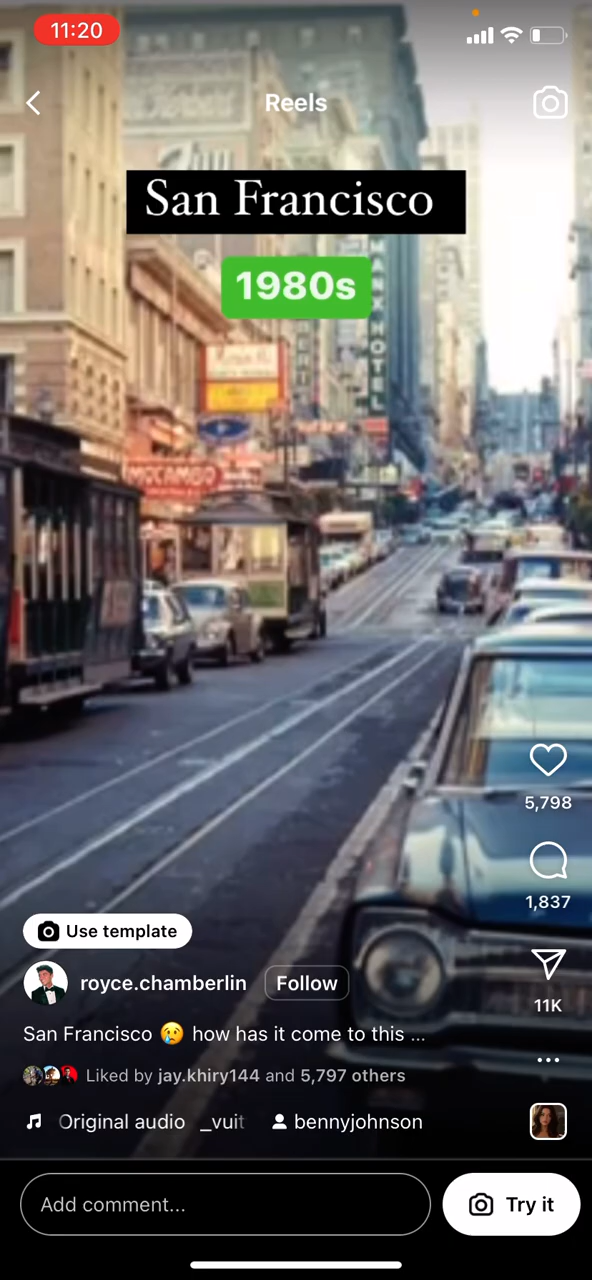 11:20
Reels
San Francisco
1980s
MANX HOTEL
MOCAMBO
5,798
1,837
Use template
royce.chamberlin
Follow
11K
San Francisco 😢 how has it come to this ...
Liked by jay.khiry144 and 5,797 others
Original audio _vuit bennyjohnson
Add comment...
Try it